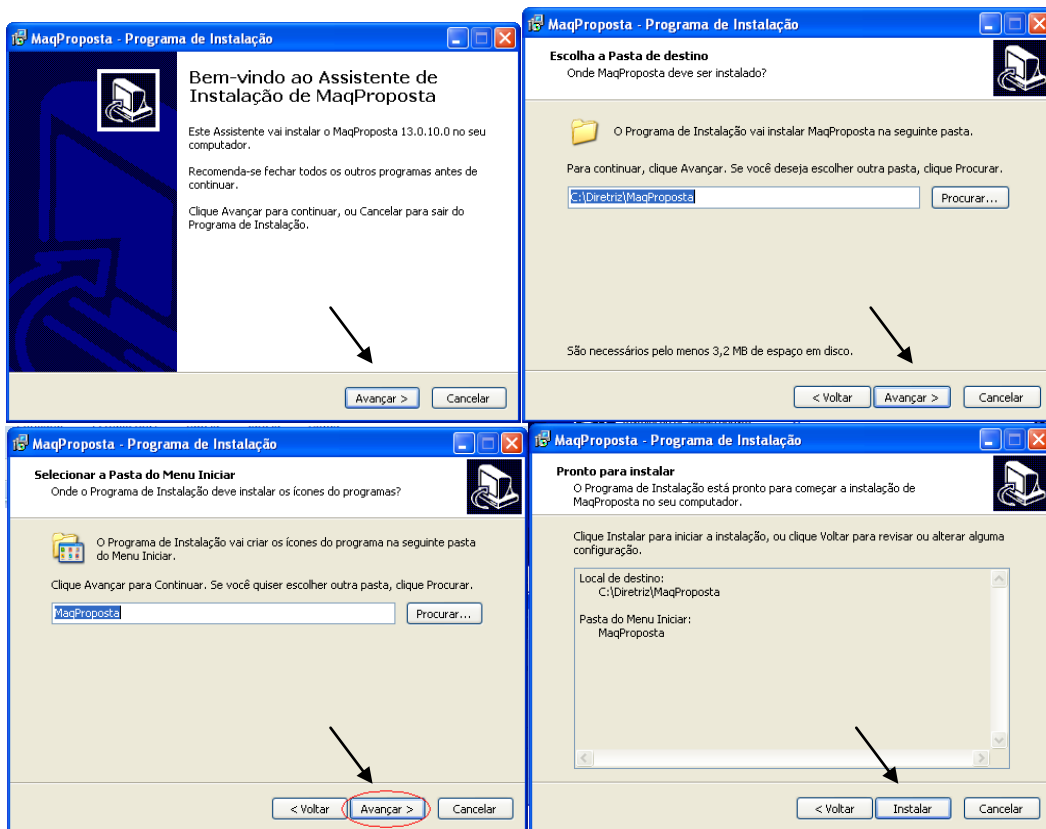 MaqProposta - Programa de Instalação
Bem-vindo ao Assistente de
Instalação de MaqProposta
Este Assistente vai instalar o MaqProposta 13.0.10.0 no seu
computador.
Recomenda-se fechar todos os outros programas antes de
continuar.
Clique Avançar para continuar, ou Cancelar para sair do
Programa de Instalação.
Avançar >
Cancelar
MaqProposta - Programa de Instalação
Escolha a Pasta de destino
Onde MaqProposta deve ser instalado?
O Programa de Instalação vai instalar MaqProposta na seguinte pasta.
Para continuar, clique Avançar. Se você deseja escolher outra pasta, clique Procurar.
C:\Diretriz\MaqProposta
Procurar...
São necessários pelo menos 3,2 MB de espaço em disco.
< Voltar
Avançar >
Cancelar
MaqProposta - Programa de Instalação
Selecionar a Pasta do Menu Iniciar
Onde o Programa de Instalação deve instalar os ícones do programas?
O Programa de Instalação vai criar os ícones do programa na seguinte pasta
do Menu Iniciar.
Clique Avançar para Continuar. Se você quiser escolher outra pasta, clique Procurar.
MaqProposta
Procurar...
< Voltar
Avançar >
Cancelar
MaqProposta - Programa de Instalação
Pronto para instalar
O Programa de Instalação está pronto para começar a instalação de
MaqProposta no seu computador.
Clique Instalar para iniciar a instalação, ou clique Voltar para revisar ou alterar alguma
configuração.
Local de destino:
C:\Diretriz\MaqProposta
Pasta do Menu Iniciar:
MaqProposta
< Voltar
Instalar
Cancelar